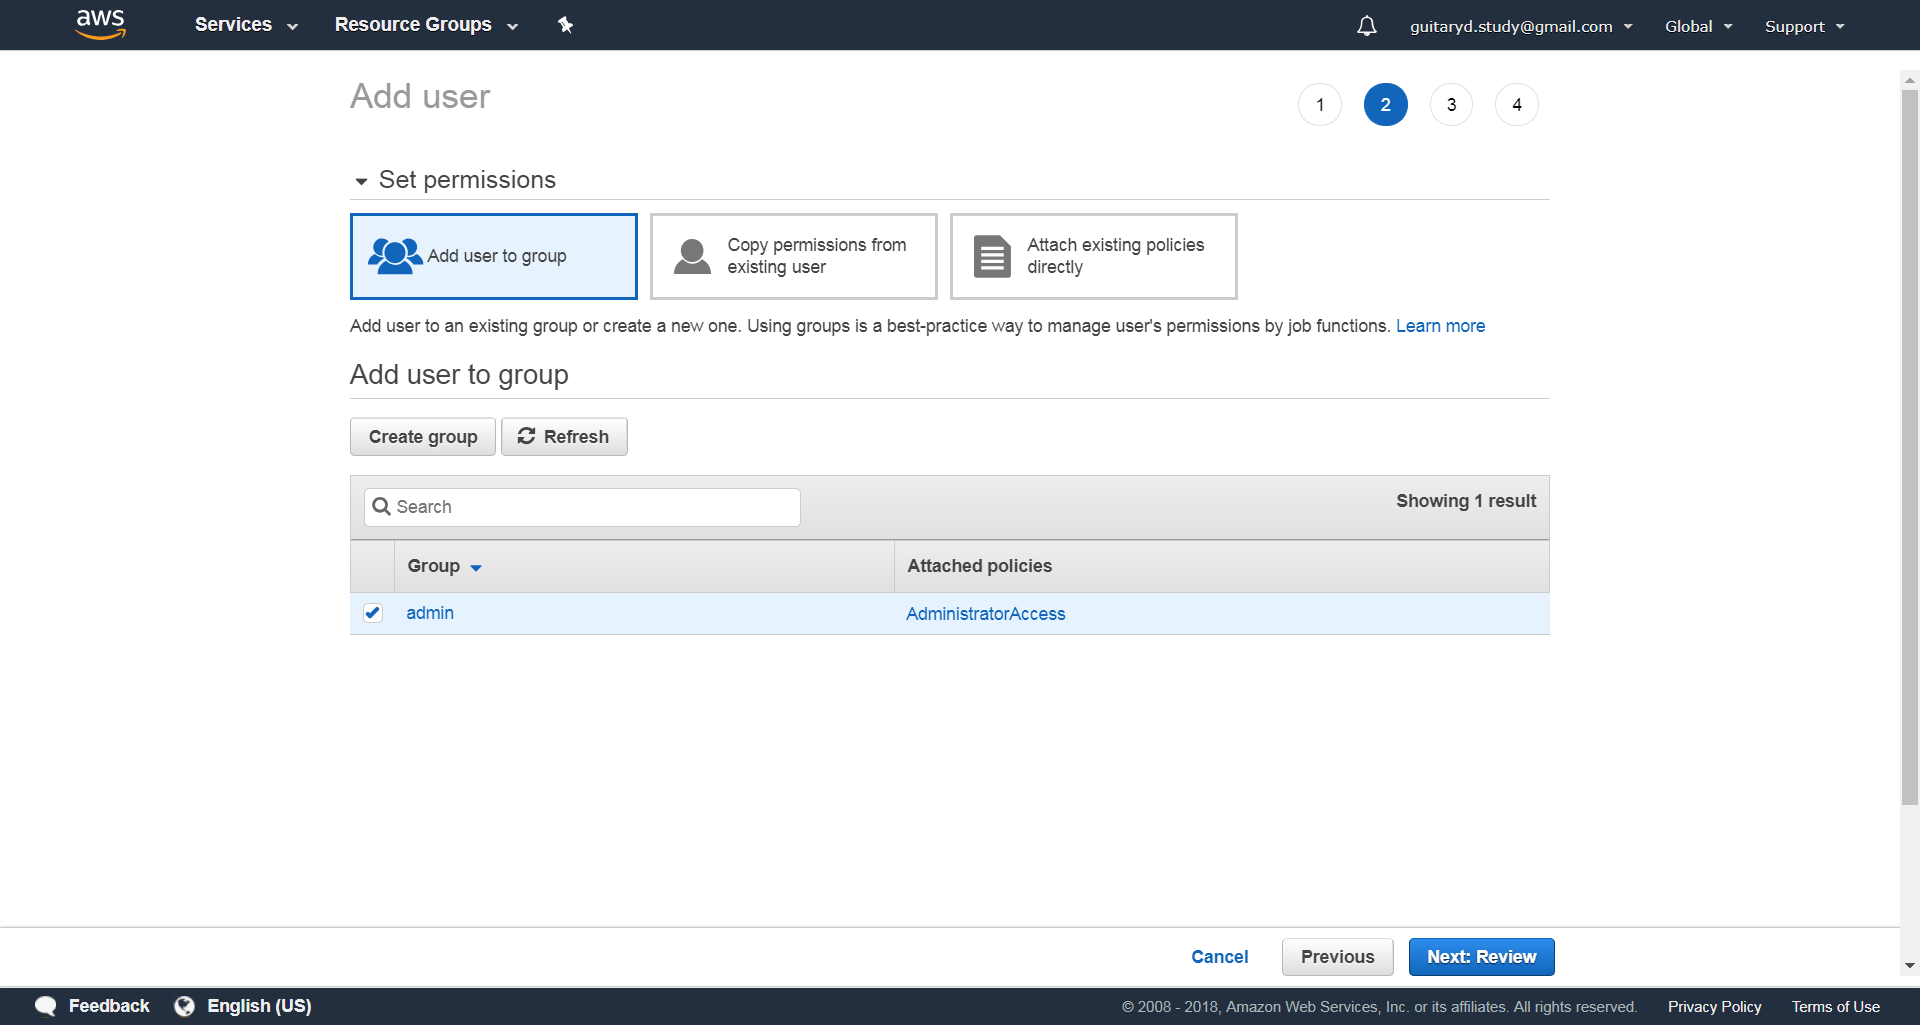 aws Services Resource Groups guitaryd.study@gmail.com Global Support
Add user 1 2 3 4
Set permissions
Add user to group
Copy permissions from
existing user
Attach existing policies
directly
Add user to an existing group or create a new one. Using groups is a best-practice way to manage user's permissions by job functions. Learn more
Add user to group
Create group Refresh
Search Showing 1 result
Group Attached policies
admin AdministratorAccess
Cancel Previous Next: Review
Feedback English (US) © 2008 - 2018, Amazon Web Services, Inc. or its affiliates. All rights reserved. Privacy Policy Terms of Use